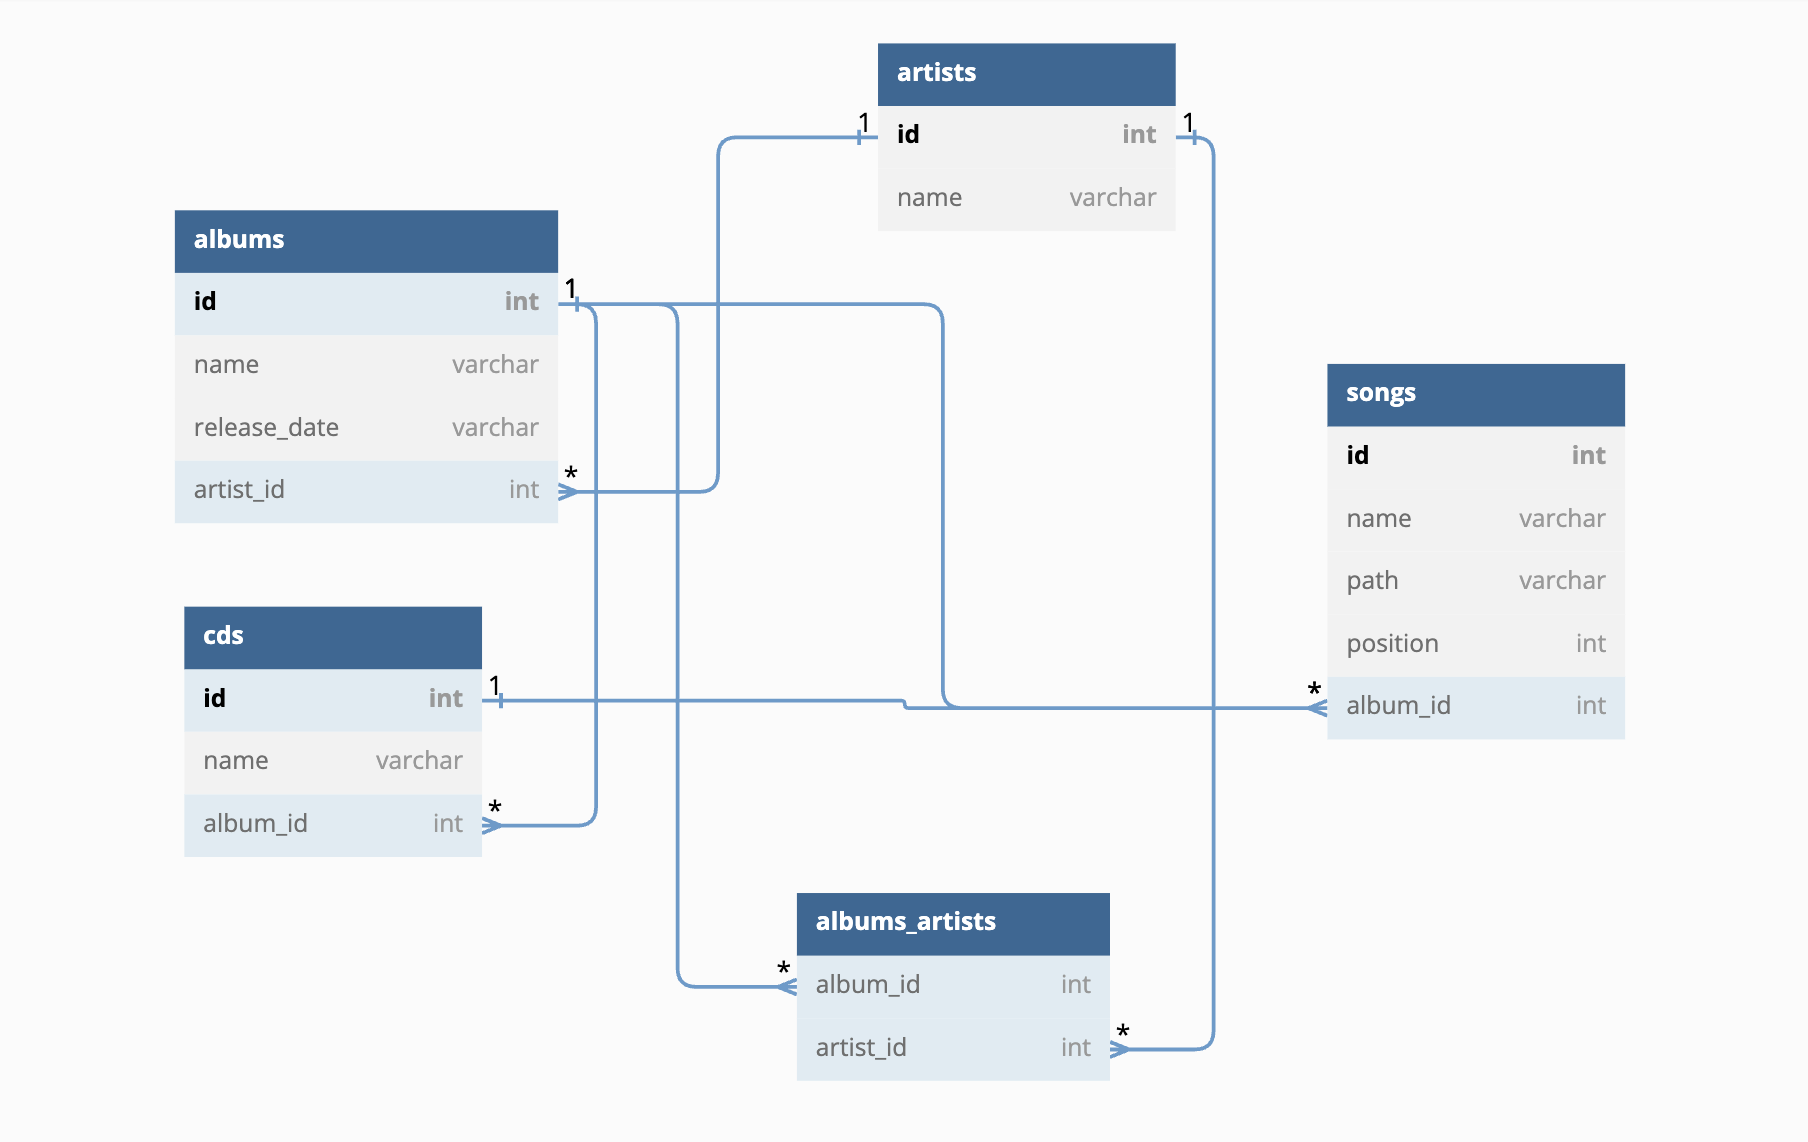 artists
1 id int 1
name varchar
albums
id int 1
name varchar
release_date varchar
artist_id int *
songs
id int
name varchar
path varchar
position int
* album_id int
cds
id int 1
name varchar
album_id int *
albums_artists
* album_id int
artist_id int *